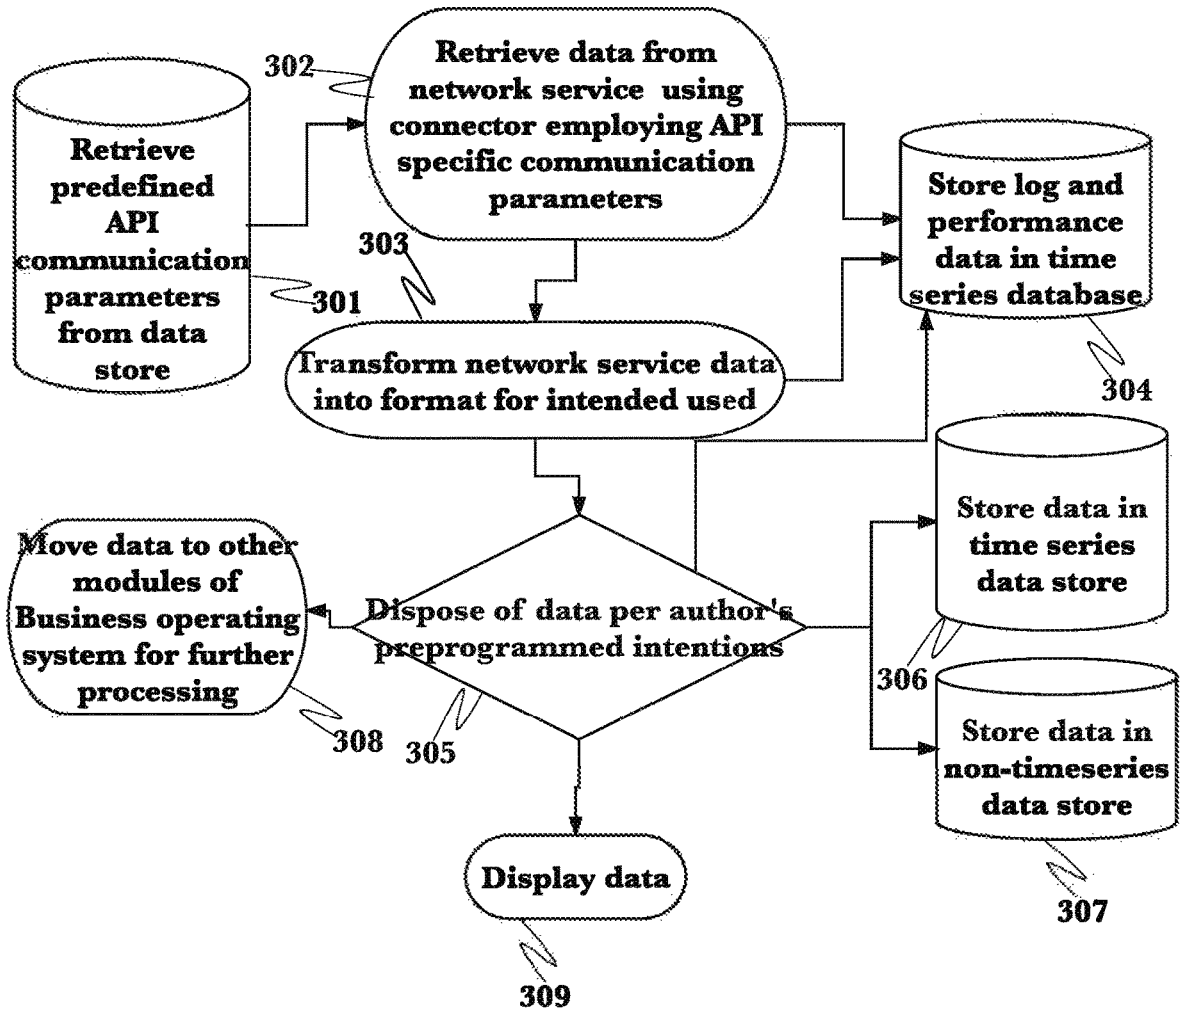 302
Retrieve data from
network service using
connector employing API
specific communication
parameters
Retrieve
predefined
API
communication
parameters
from data
store
301
303
Store log and
performance
data in time
series database
304
Transform network service data
into format for intended used
Store data in
time series
data store
306
Move data to other
modules of
Business operating
system for further
processing
308
Dispose of data per author's
preprogrammed intentions
305
Store data in
non-timeseries
data store
307
Display data
309